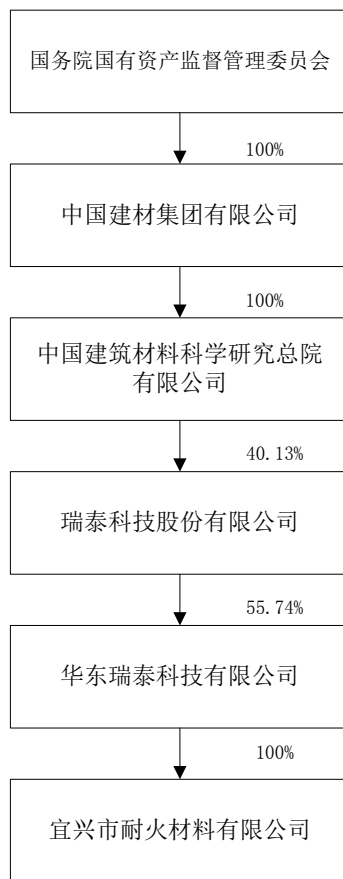 国务院国有资产监督管理委员会
100%
中国建材集团有限公司
100%
中国建筑材料科学研究总院
有限公司
40.13%
瑞泰科技股份有限公司
55.74%
华东瑞泰科技有限公司
100%
宜兴市耐火材料有限公司